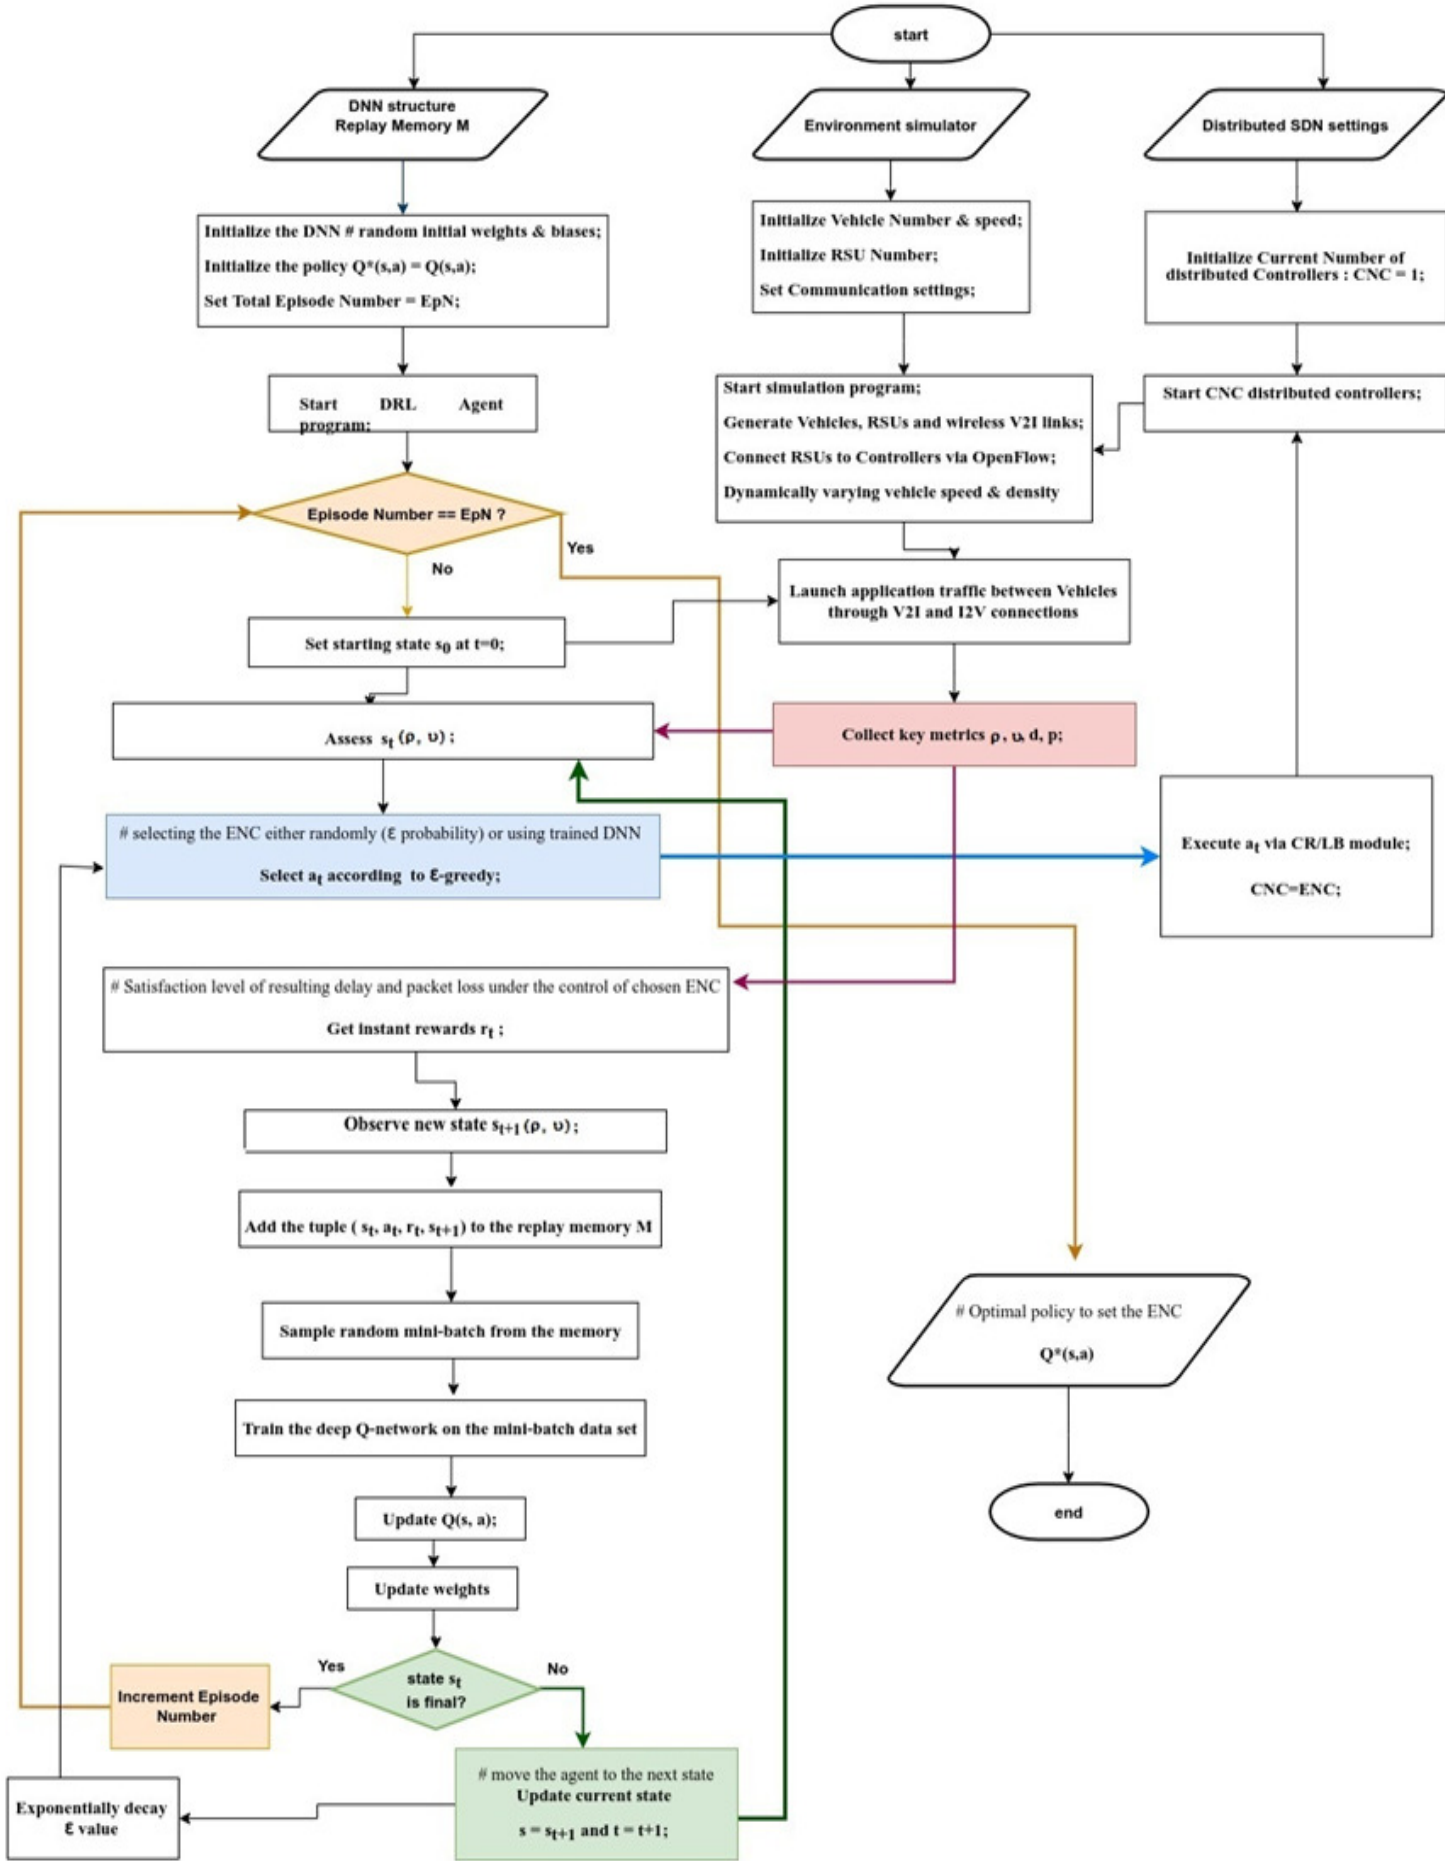 start
DNN structure
Replay Memory M
Environment simulator
Distributed SDN settings
Initialize the DNN # random initial weights & biases;
Initialize the policy Q*(s,a) = Q(s,a);
Set Total Episode Number = EpN;
Initialize Vehicle Number & speed;
Initialize RSU Number;
Set Communication settings;
Initialize Current Number of
distributed Controllers : CNC = 1;
Start DRL Agent
program;
Start simulation program;
Generate Vehicles, RSUs and wireless V2I links;
Connect RSUs to Controllers via OpenFlow;
Dynamically varying vehicle speed & density
Start CNC distributed controllers;
Episode Number == EpN ?
Yes
No
Launch application traffic between Vehicles
through V2I and I2V connections
Set starting state s0 at t=0;
Assess st (ρ, υ) ;
Collect key metrics ρ, υ, d, p;
# selecting the ENC either randomly (Ɛ probability) or using trained DNN
Select at according to Ɛ-greedy;
Execute at via CR/LB module;
CNC=ENC;
# Satisfaction level of resulting delay and packet loss under the control of chosen ENC
Get instant rewards rt ;
Observe new state st+1 (ρ, υ) ;
Add the tuple ( st, at, rt, st+1) to the replay memory M
Sample random mini-batch from the memory
# Optimal policy to set the ENC
Q*(s,a)
Train the deep Q-network on the mini-batch data set
end
Update Q(s, a);
Update weights
Yes
No
state st
is final?
Increment Episode
Number
# move the agent to the next state
Update current state
s = st+1 and t = t+1;
Exponentially decay
Ɛ value